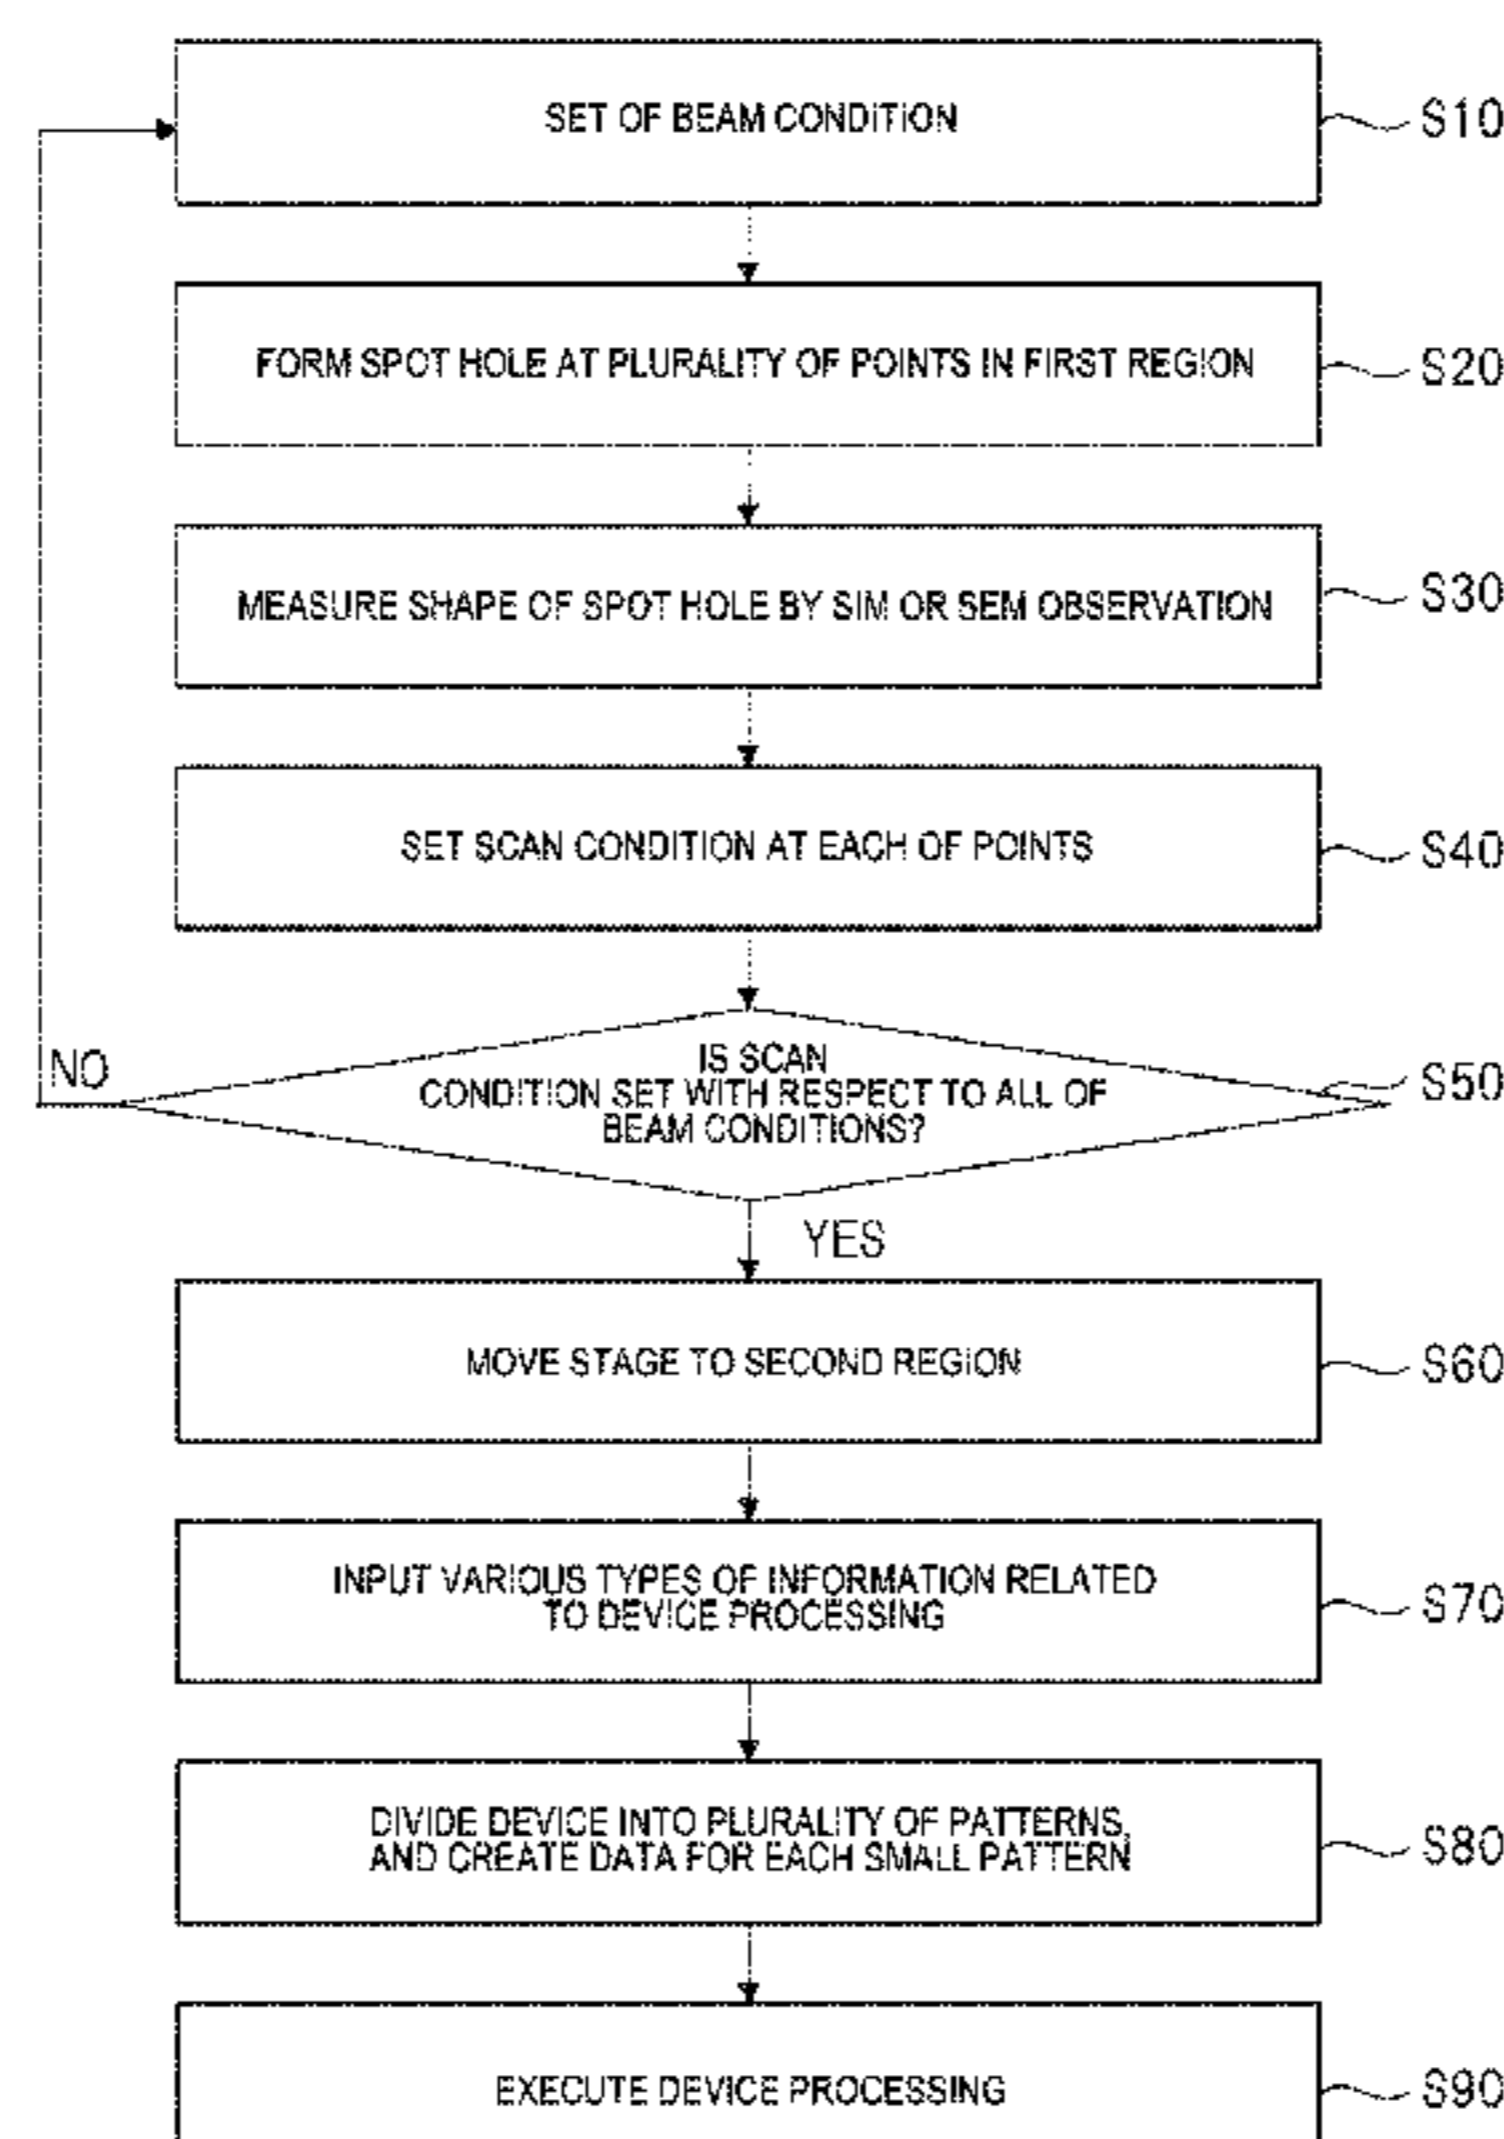 SET OF BEAM CONDITION
S10
FORM SPOT HOLE AT PLURALITY OF POINTS IN FIRST REGION
S20
MEASURE SHAPE OF SPOT HOLE BY SIM OR SEM OBSERVATION
S30
SET SCAN CONDITION AT EACH OF POINTS
S40
NO
IS SCAN
CONDITION SET WITH RESPECT TO ALL OF
BEAM CONDITIONS?
S50
YES
MOVE STAGE TO SECOND REGION
S60
INPUT VARIOUS TYPES OF INFORMATION RELATED
TO DEVICE PROCESSING
S70
DIVIDE DEVICE INTO PLURALITY OF PATTERNS,
AND CREATE DATA FOR EACH SMALL PATTERN
S80
EXECUTE DEVICE PROCESSING
S90